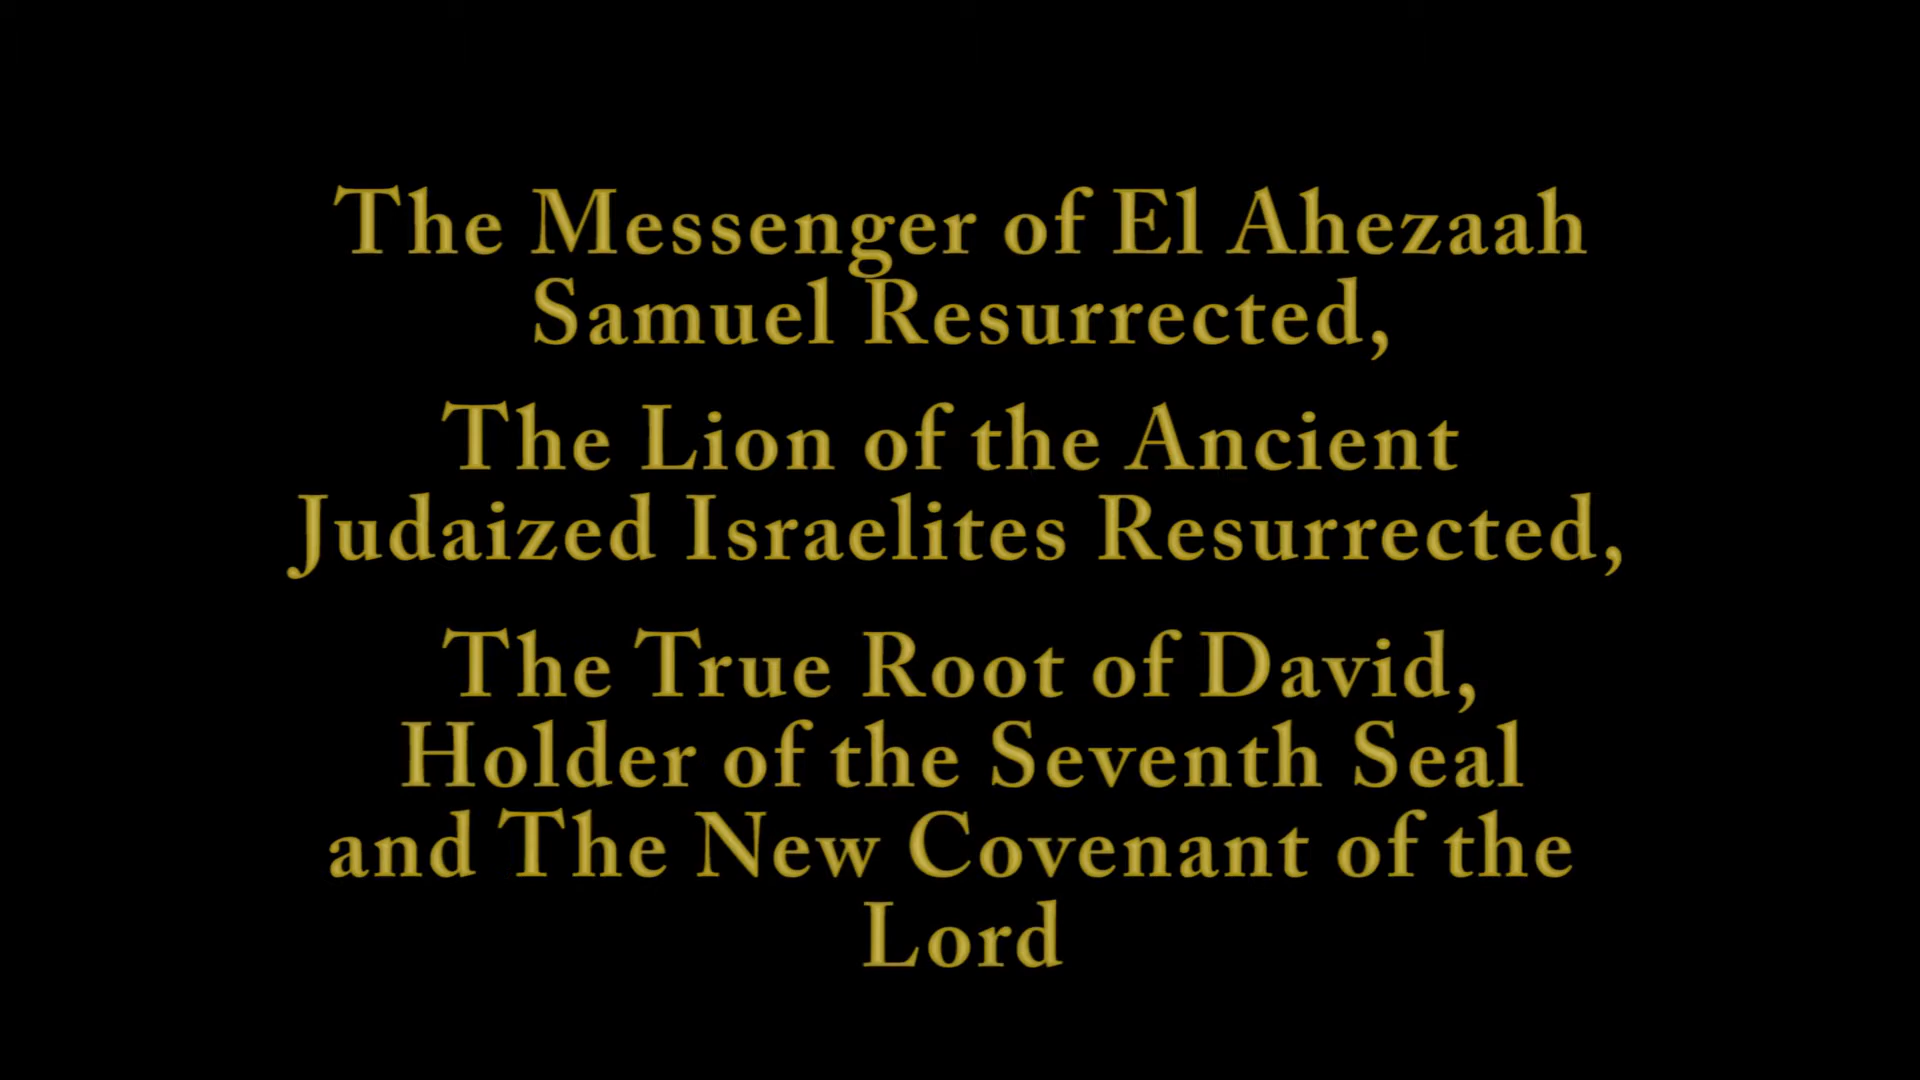 The Messenger of El Ahezaah
Samuel Resurrected,
The Lion of the Ancient
Judaized Israelites Resurrected,
The True Root of David,
Holder of the Seventh Seal
and The New Covenant of the
Lord